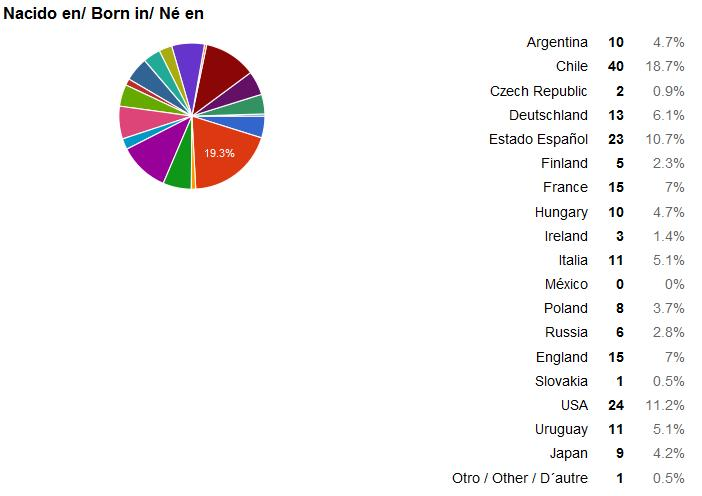 Nacido en/ Born in/ Né en
19.3%
Argentina 10 4.7%
Chile 40 18.7%
Czech Republic 2 0.9%
Deutschland 13 6.1%
Estado Español 23 10.7%
Finland 5 2.3%
France 15 7%
Hungary 10 4.7%
Ireland 3 1.4%
Italia 11 5.1%
México 0 0%
Poland 8 3.7%
Russia 6 2.8%
England 15 7%
Slovakia 1 0.5%
USA 24 11.2%
Uruguay 11 5.1%
Japan 9 4.2%
Otro / Other / D´autre 1 0.5%